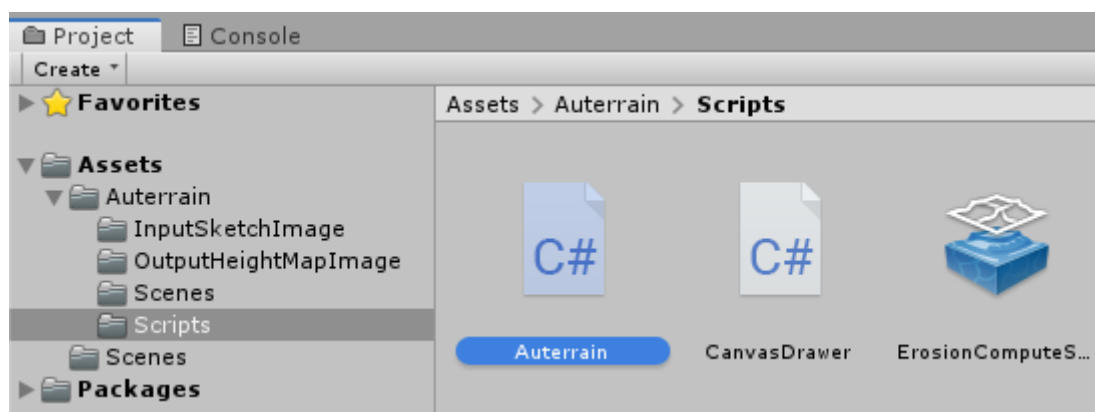 Project Console
Create
Favorites
Assets
Auterrain
InputSketchImage
OutputHeightMapImage
Scenes
Scripts
Scenes
Packages
Assets > Auterrain > Scripts
C# C#
Auterrain CanvasDrawer ErosionComputeS...